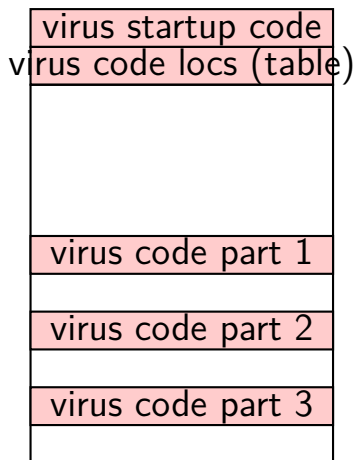 virus startup code
virus code locs (table)
virus code part 1
virus code part 2
virus code part 3